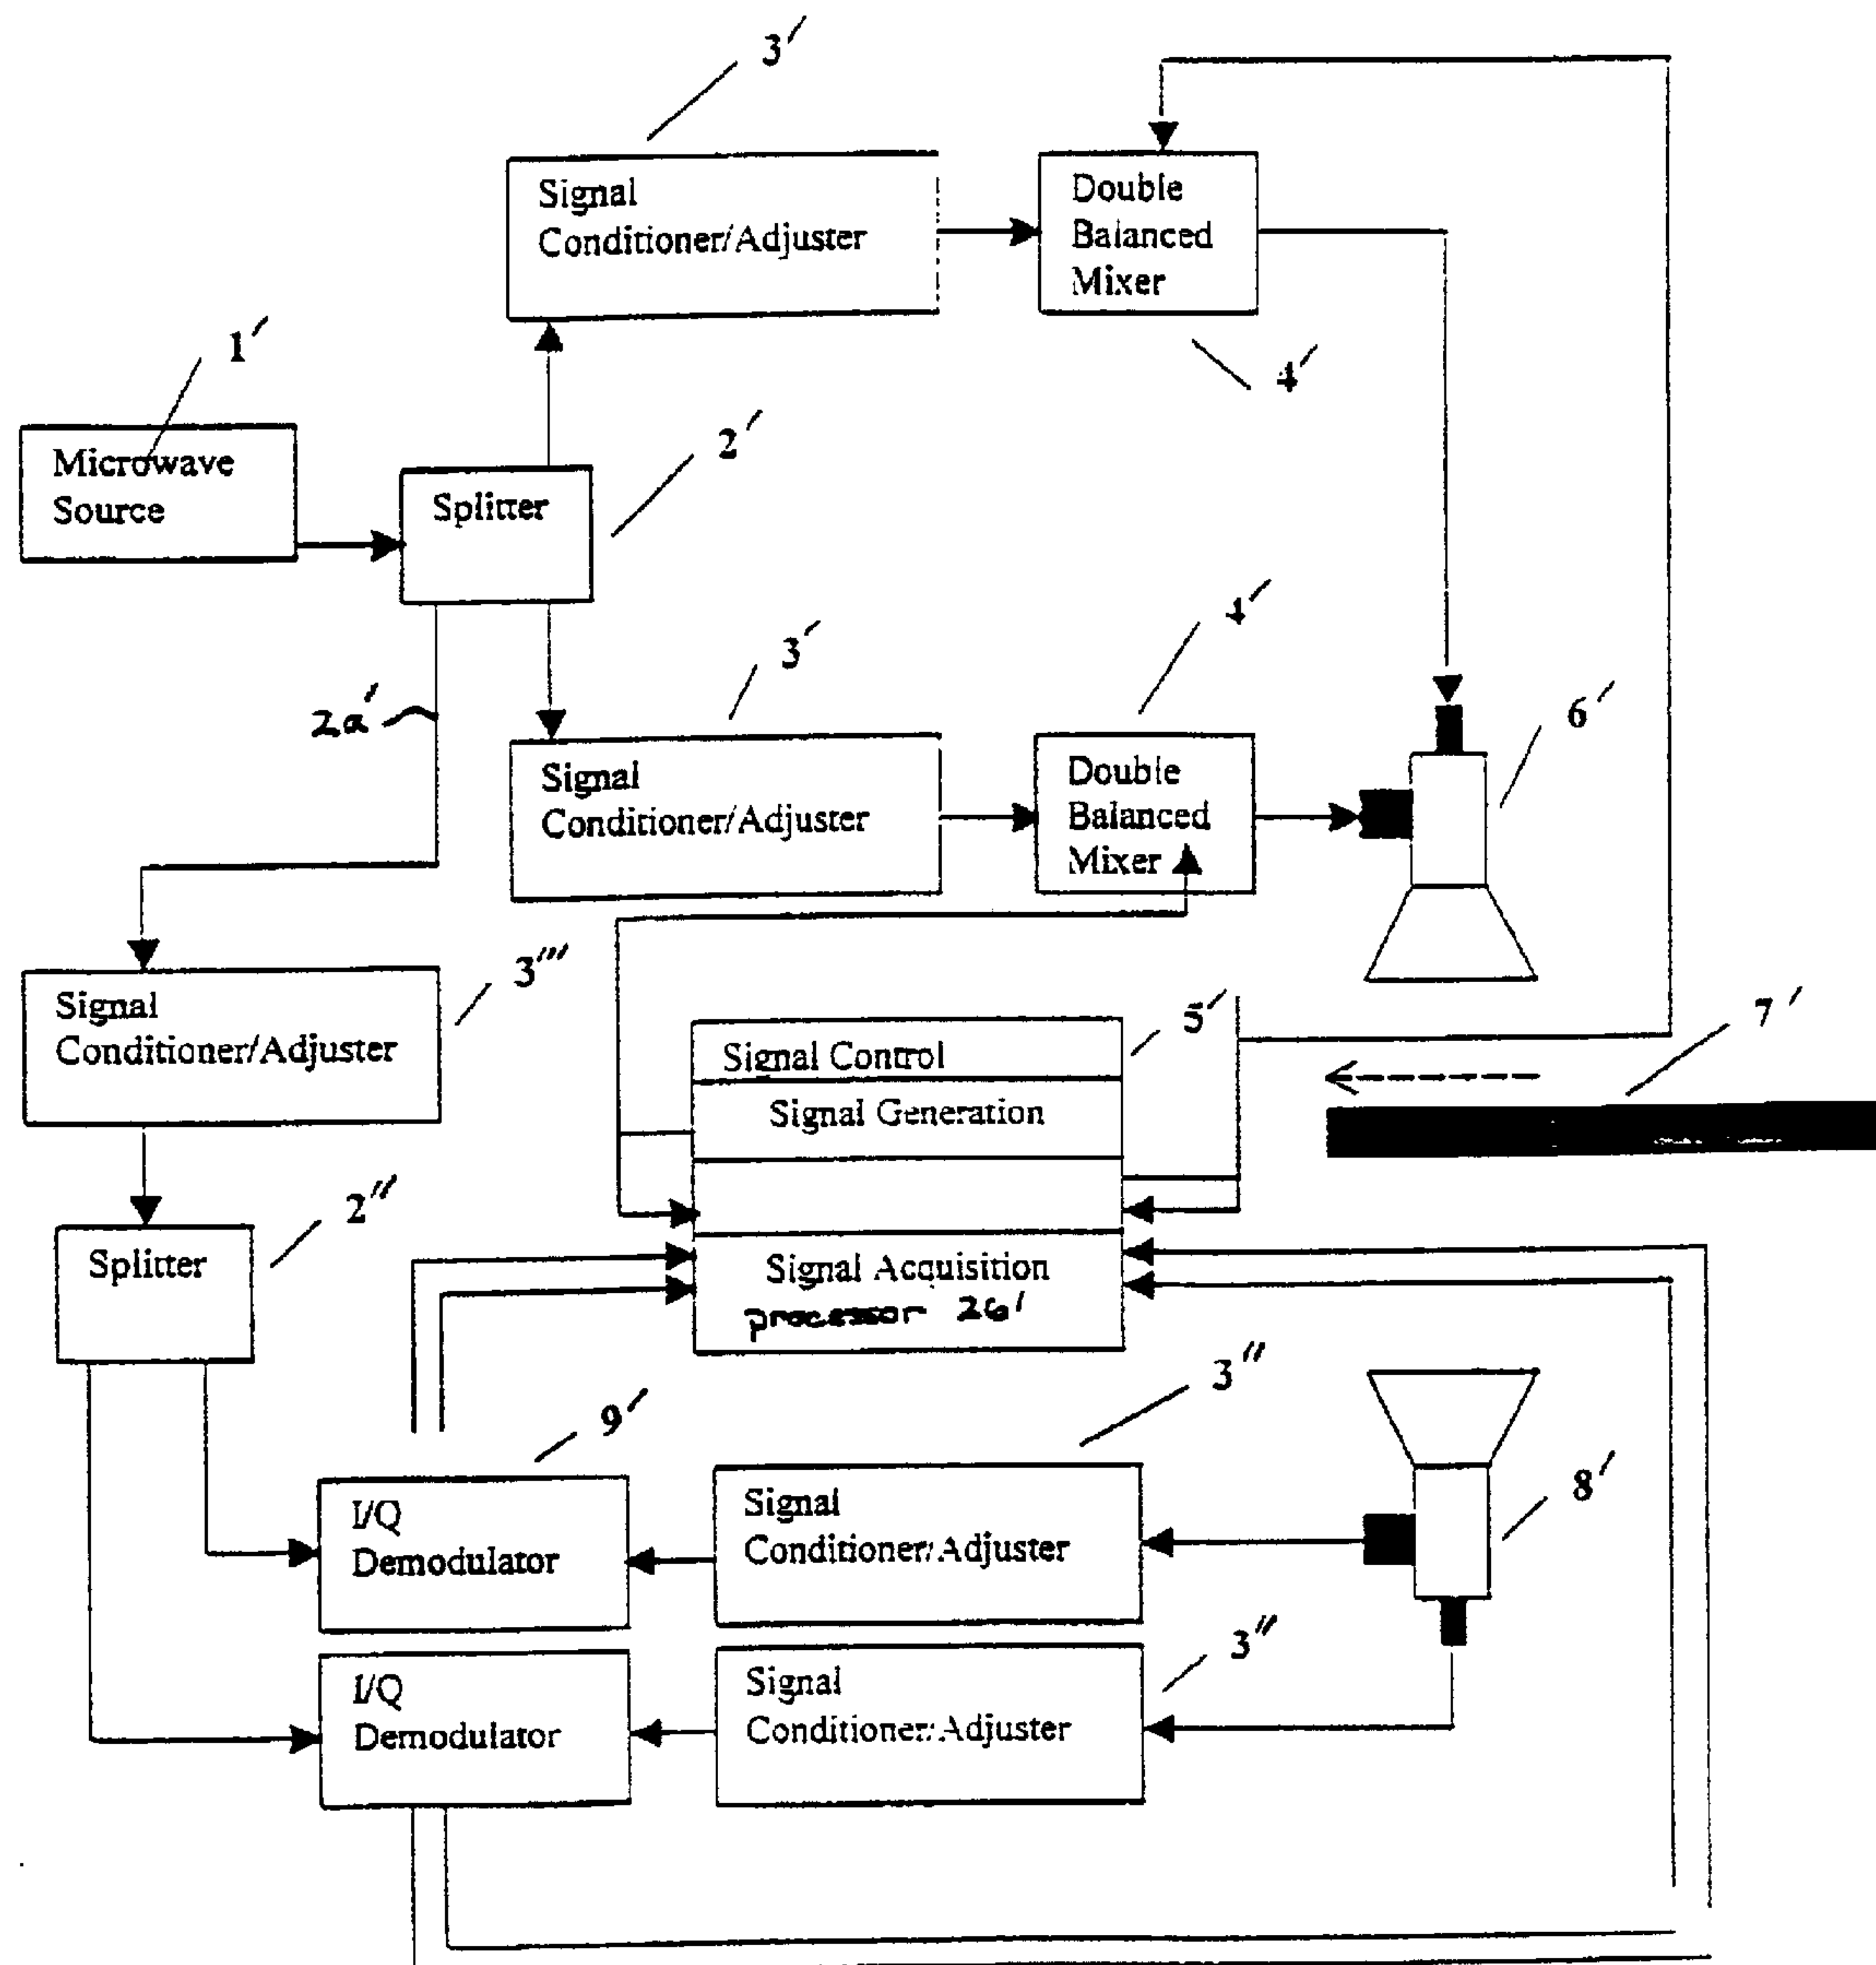 3′
Signal
Conditioner/Adjuster
Double
Balanced
Mixer
4′
1′
Microwave
Source
2′
Splitter
2a′
3′
4′
Signal
Conditioner/Adjuster
Double
Balanced
Mixer
6′
3‴
Signal
Conditioner/Adjuster
5′
Signal Control
Signal Generation
7′
2″
Splitter
Signal Acquisition
processor 26′
3″
9′
I/Q
Demodulator
Signal
Conditioner/Adjuster
8′
3″
I/Q
Demodulator
Signal
Conditioner/Adjuster